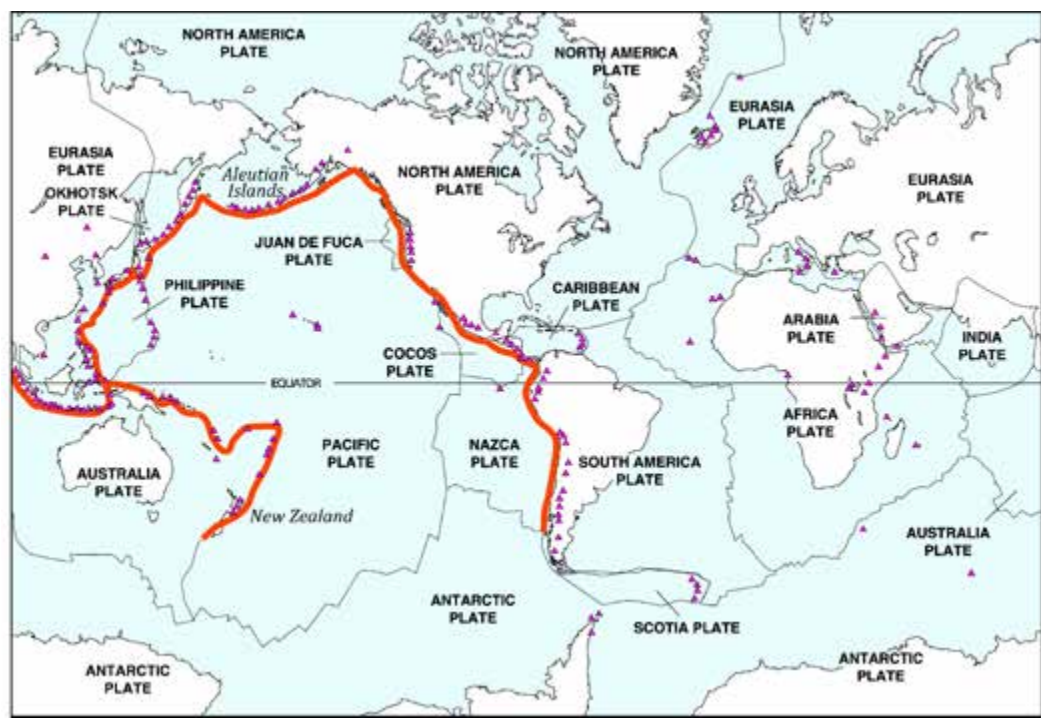 NORTH AMERICA
PLATE
NORTH AMERICA
PLATE
EURASIA
PLATE
EURASIA
PLATE
OKHOTSK
PLATE
Aleutian
Islands
NORTH AMERICA
PLATE
EURASIA
PLATE
JUAN DE FUCA
PLATE
PHILIPPINE
PLATE
CARIBBEAN
PLATE
ARABIA
PLATE
INDIA
PLATE
COCOS
PLATE
EQUATOR
AFRICA
PLATE
PACIFIC
PLATE
NAZCA
PLATE
SOUTH AMERICA
PLATE
AUSTRALIA
PLATE
New Zealand
AUSTRALIA
PLATE
ANTARCTIC
PLATE
SCOTIA PLATE
ANTARCTIC
PLATE
ANTARCTIC
PLATE